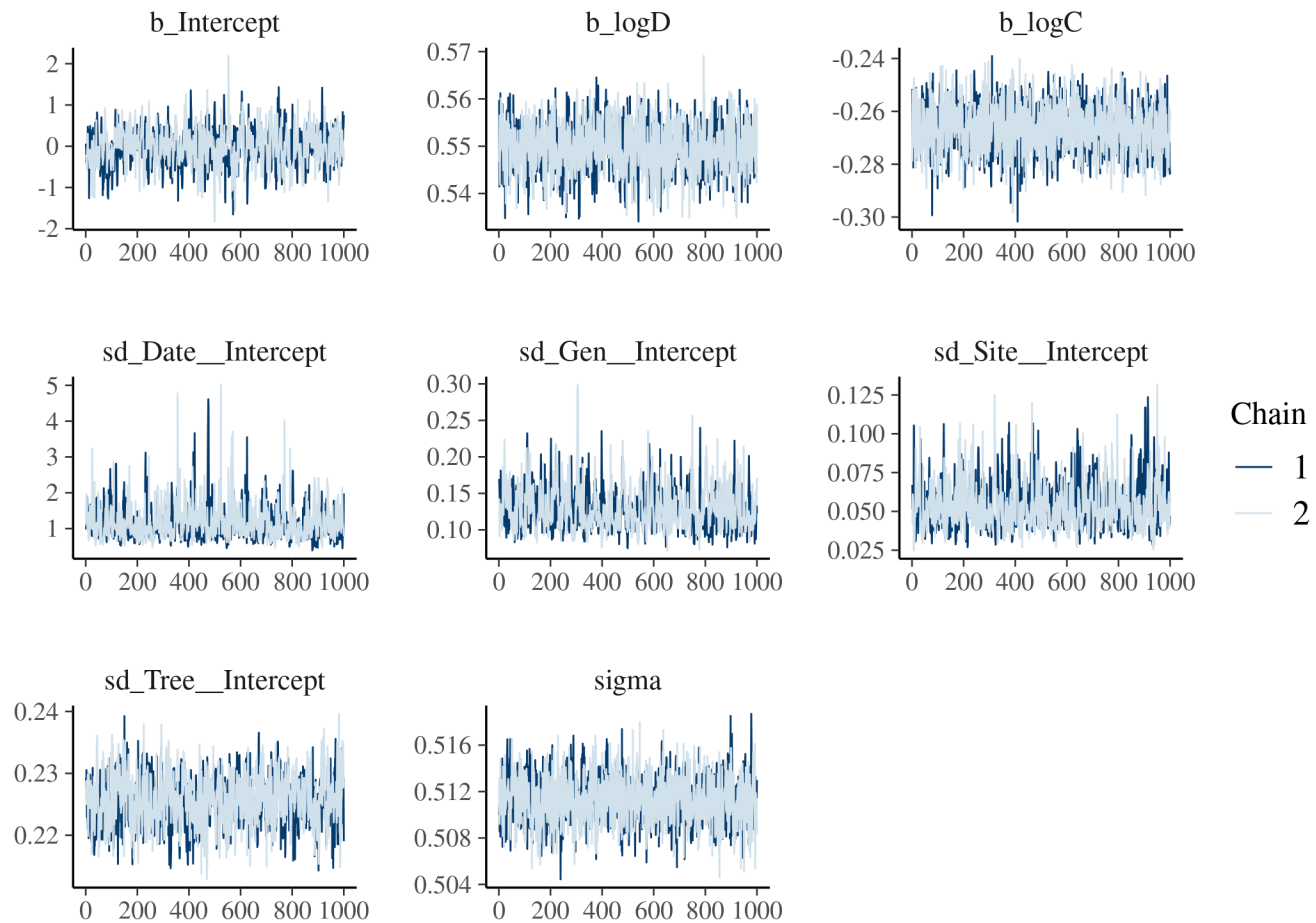 b_Intercept
b_logD
b_logC
2
1
0
-1
-2
0 200 400 600 800 1000
0.57
0.56
0.55
0.54
0 200 400 600 800 1000
-0.24
-0.26
-0.28
-0.30
0 200 400 600 800 1000
sd_Date__Intercept
sd_Gen__Intercept
sd_Site__Intercept
5
4
3
2
1
0 200 400 600 800 1000
0.30
0.25
0.20
0.15
0.10
0 200 400 600 800 1000
0.125
0.100
0.075
0.050
0.025
0 200 400 600 800 1000
Chain
1
2
sd_Tree__Intercept
sigma
0.24
0.23
0.22
0 200 400 600 800 1000
0.516
0.512
0.508
0.504
0 200 400 600 800 1000